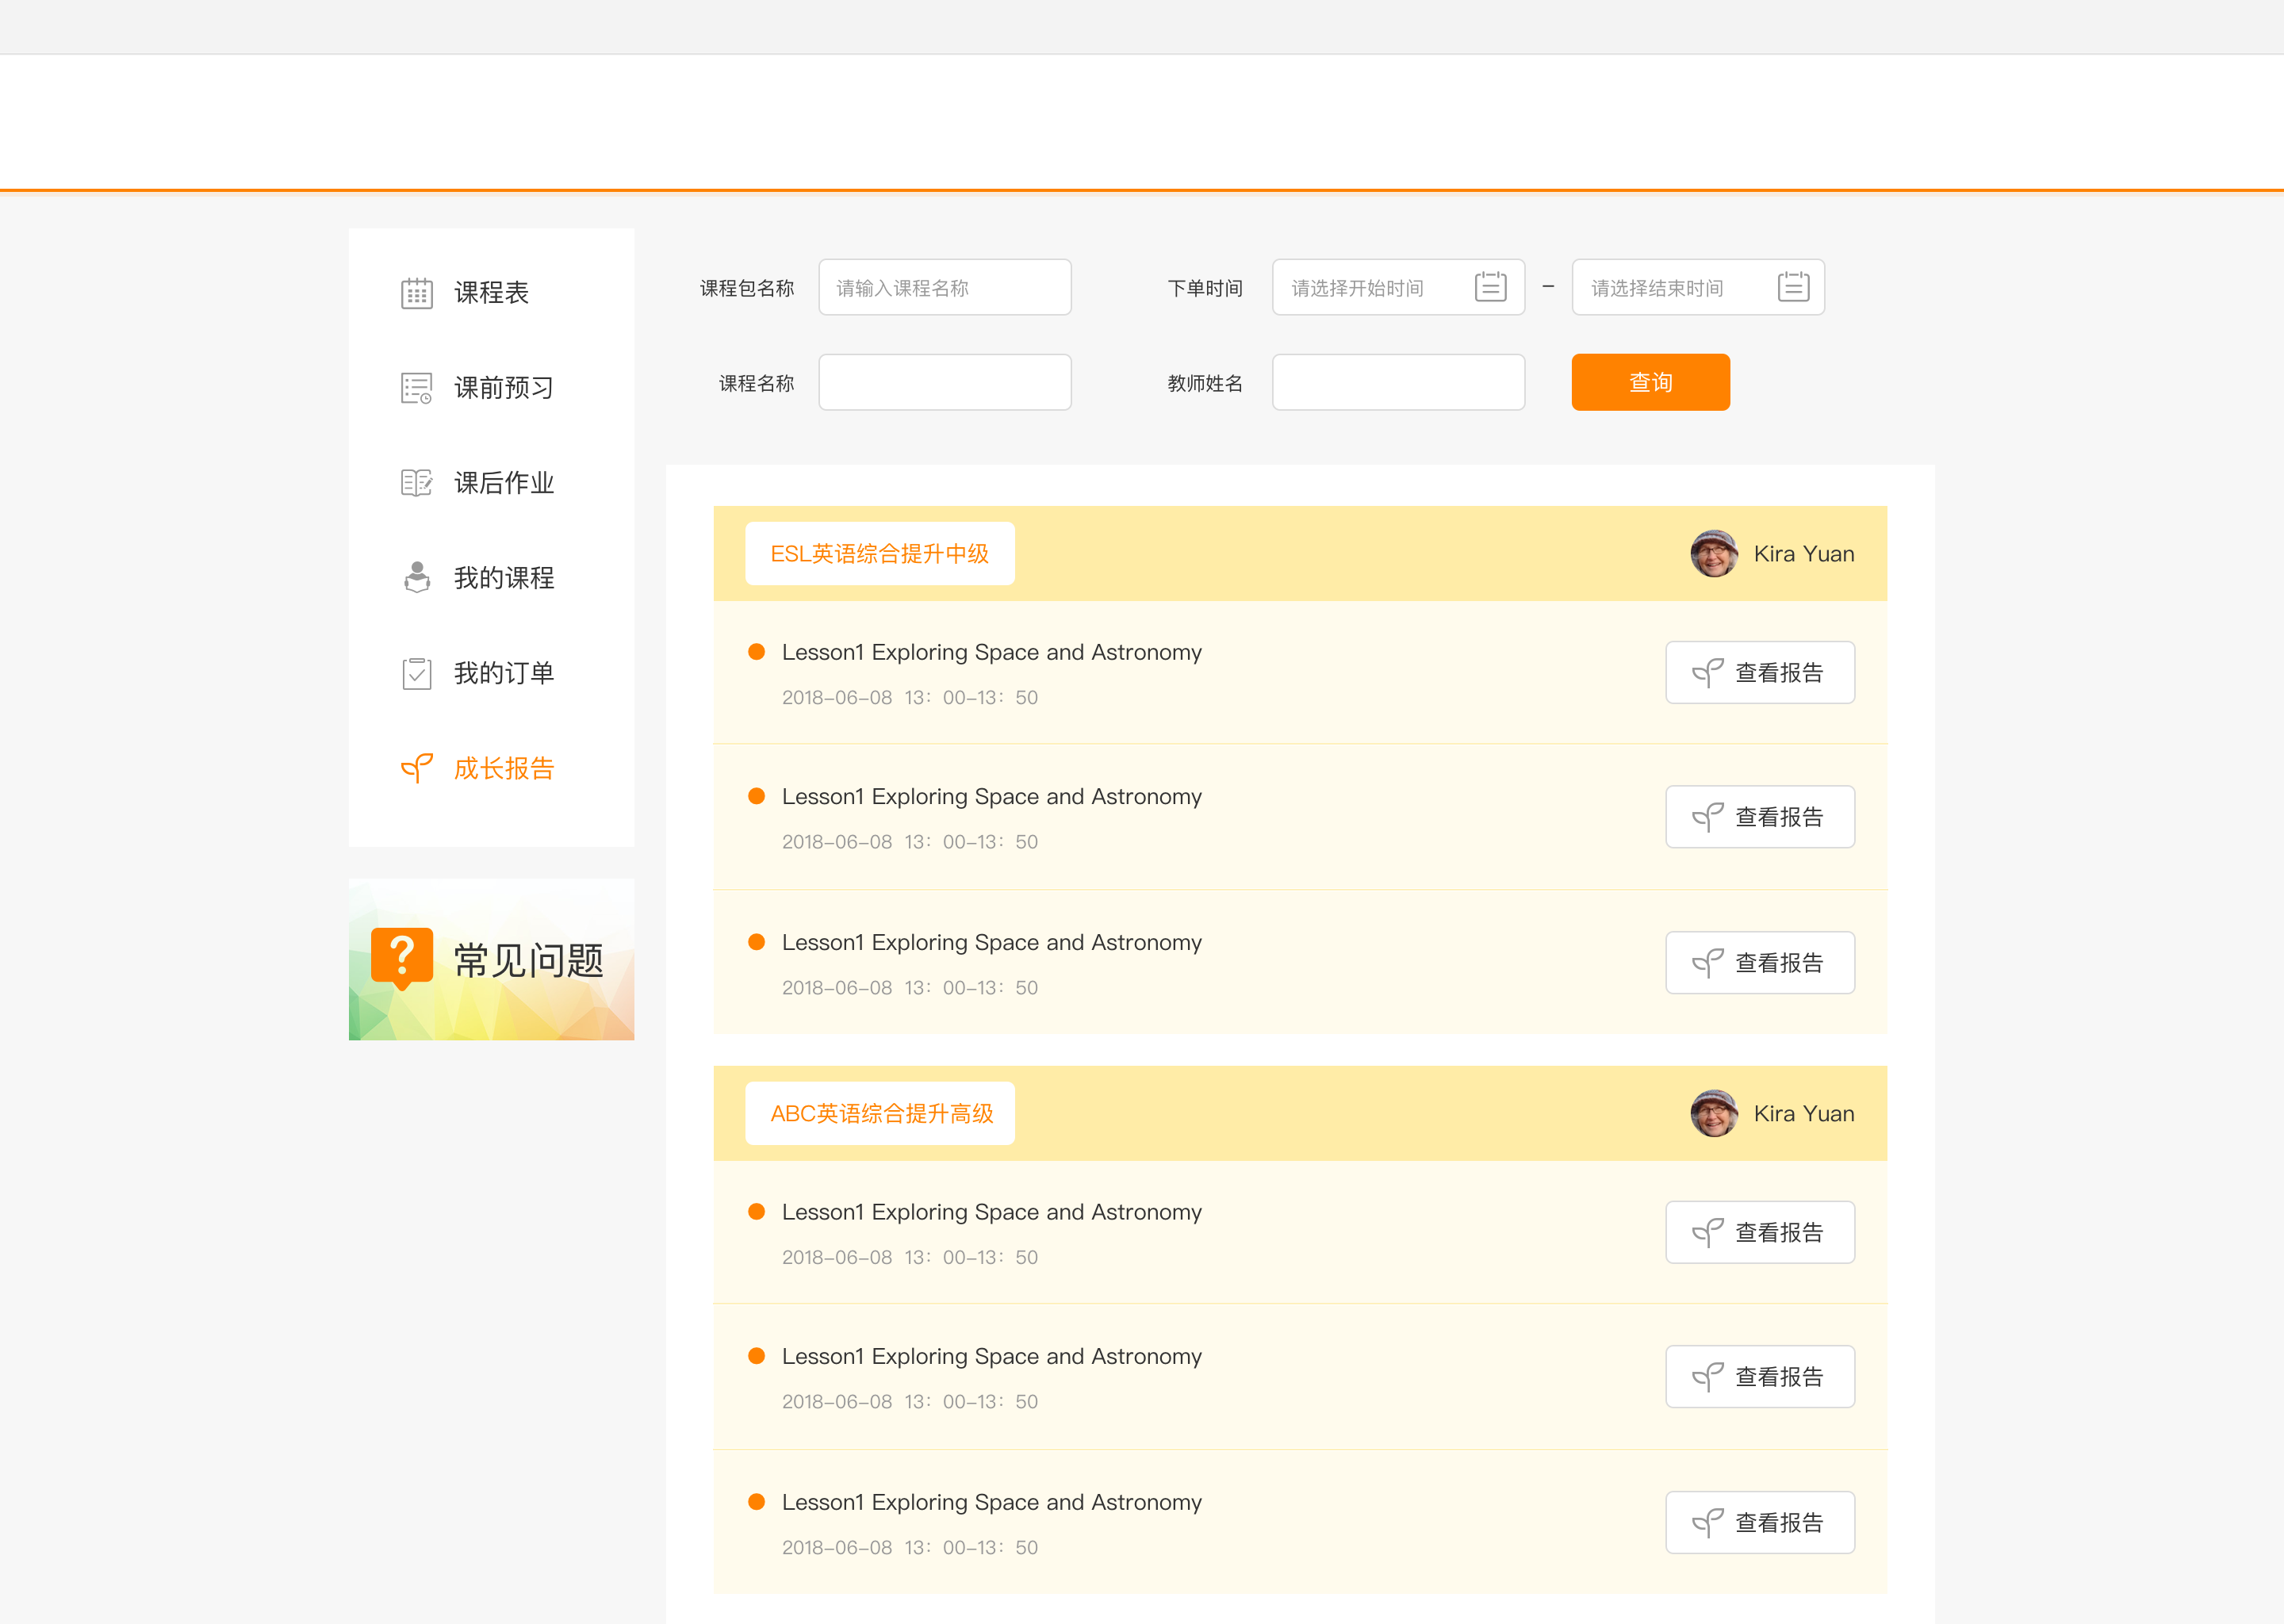 课程表
课前预习
课后作业
我的课程
我的订单
成长报告
常见问题
课程包名称 请输入课程名称 下单时间 请选择开始时间 – 请选择结束时间
课程名称 教师姓名 查询
ESL英语综合提升中级 Kira Yuan
Lesson1 Exploring Space and Astronomy
2018-06-08 13：00-13：50
查看报告
Lesson1 Exploring Space and Astronomy
2018-06-08 13：00-13：50
查看报告
Lesson1 Exploring Space and Astronomy
2018-06-08 13：00-13：50
查看报告
ABC英语综合提升高级 Kira Yuan
Lesson1 Exploring Space and Astronomy
2018-06-08 13：00-13：50
查看报告
Lesson1 Exploring Space and Astronomy
2018-06-08 13：00-13：50
查看报告
Lesson1 Exploring Space and Astronomy
2018-06-08 13：00-13：50
查看报告